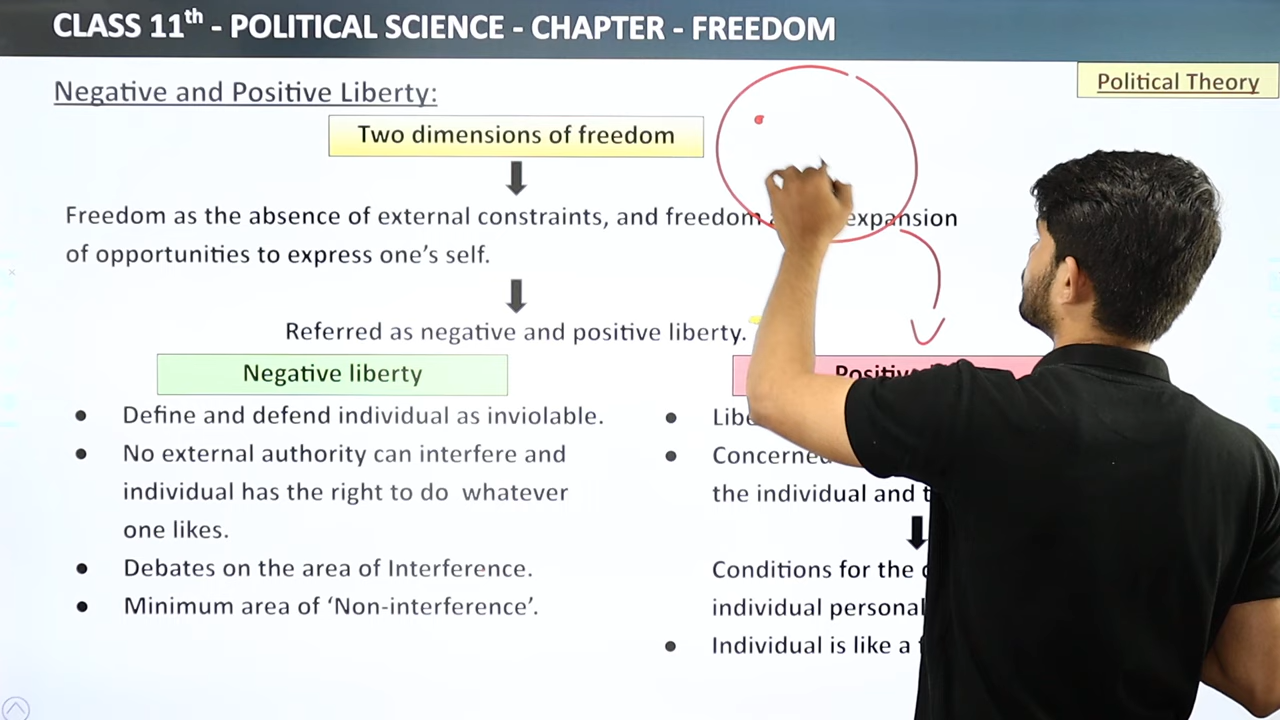 CLASS 11th - POLITICAL SCIENCE - CHAPTER - FREEDOM
Political Theory
Negative and Positive Liberty:
Two dimensions of freedom
Freedom as the absence of external constraints, and freedom expansion
of opportunities to express one's self.
Referred as negative and positive liberty.
Negative liberty
● Define and defend individual as inviolable.
● No external authority can interfere and
individual has the right to do whatever
one likes.
● Debates on the area of Interference.
● Minimum area of 'Non-interference'.
●
● Concerned
the individual and
Conditions for the
individual
● Individual is like a